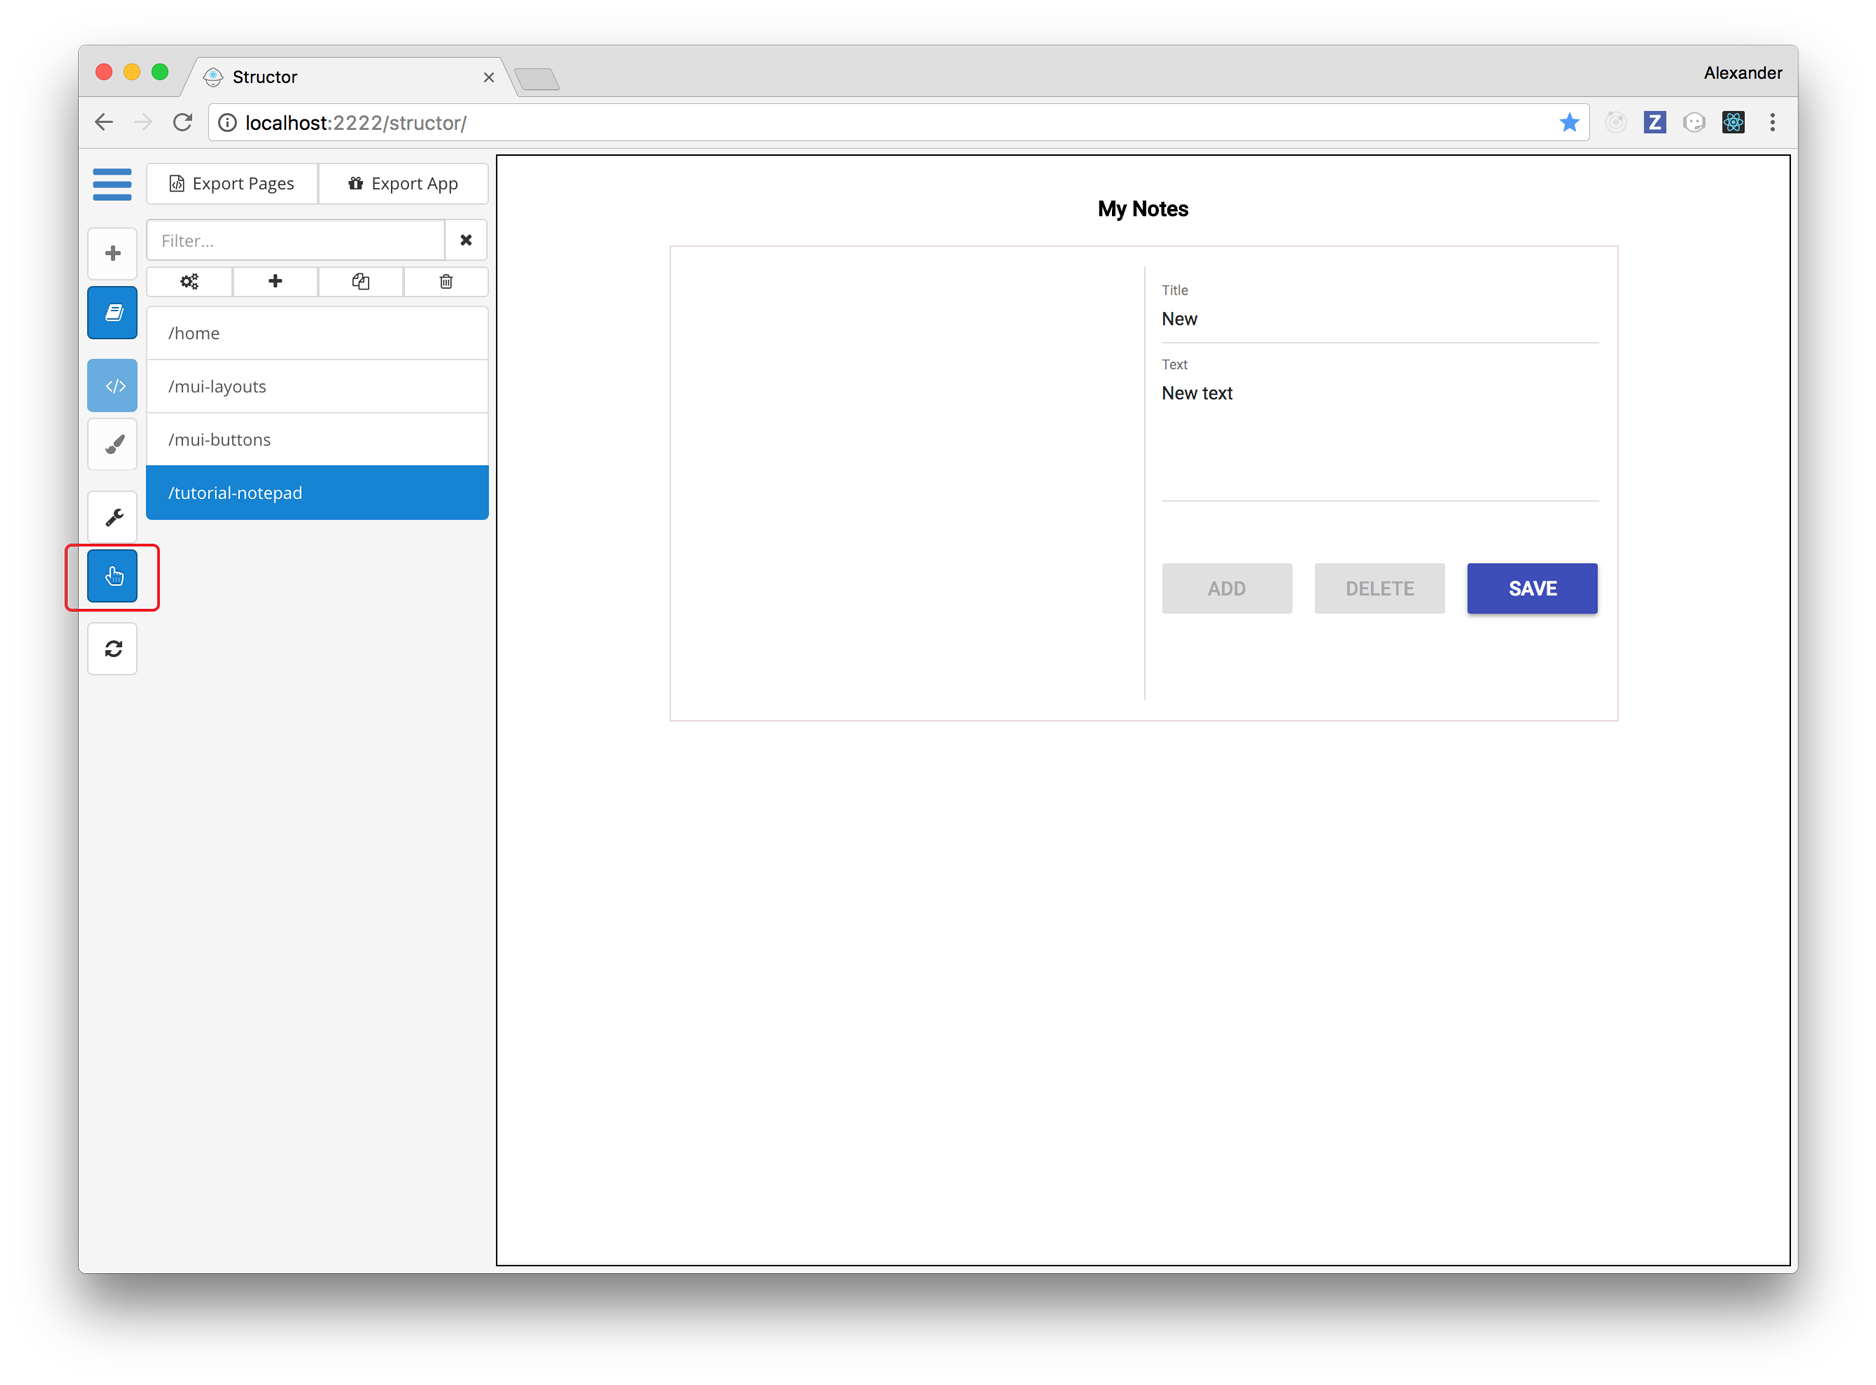 Structor
Alexander
localhost:2222/structor/
Z
Export Pages
Export App
Filter...
/home
/mui-layouts
/mui-buttons
/tutorial-notepad
My Notes
Title
New
Text
New text
ADD
DELETE
SAVE